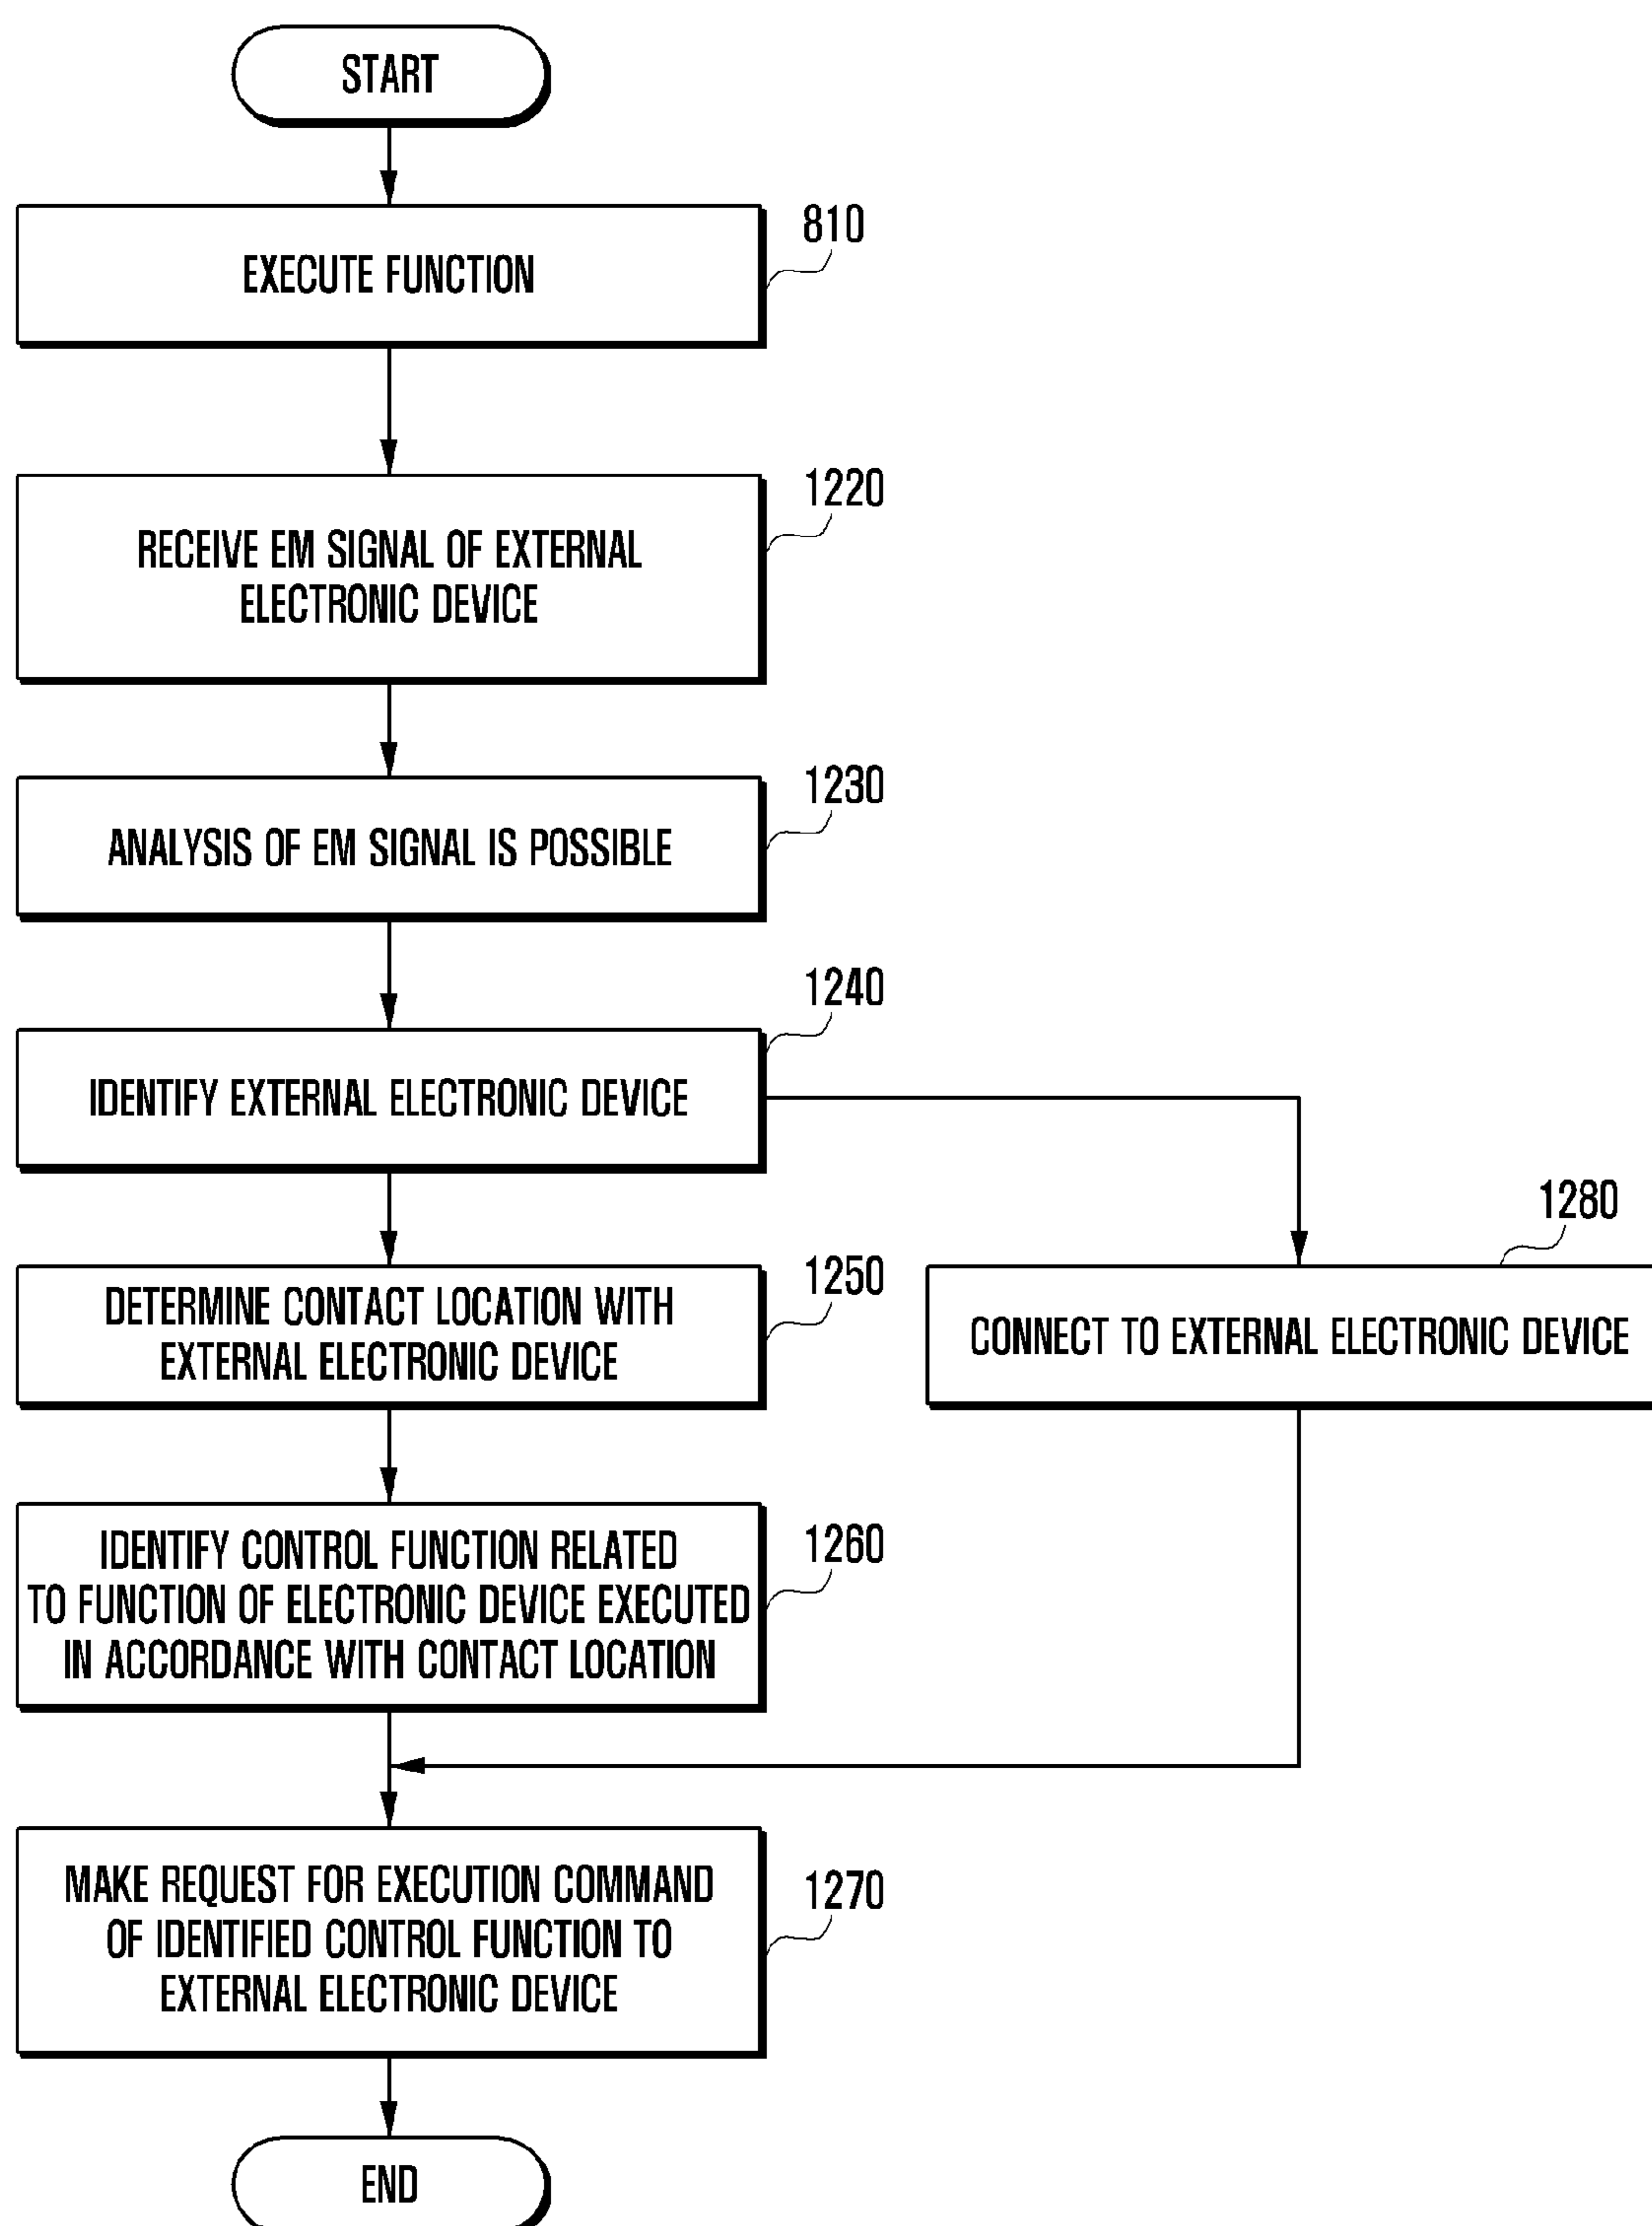 START
810
EXECUTE FUNCTION
1220
RECEIVE EM SIGNAL OF EXTERNAL
ELECTRONIC DEVICE
1230
ANALYSIS OF EM SIGNAL IS POSSIBLE
1240
IDENTIFY EXTERNAL ELECTRONIC DEVICE
1250
DETERMINE CONTACT LOCATION WITH
EXTERNAL ELECTRONIC DEVICE
1280
CONNECT TO EXTERNAL ELECTRONIC DEVICE
1260
IDENTIFY CONTROL FUNCTION RELATED
TO FUNCTION OF ELECTRONIC DEVICE EXECUTED
IN ACCORDANCE WITH CONTACT LOCATION
1270
MAKE REQUEST FOR EXECUTION COMMAND
OF IDENTIFIED CONTROL FUNCTION TO
EXTERNAL ELECTRONIC DEVICE
END